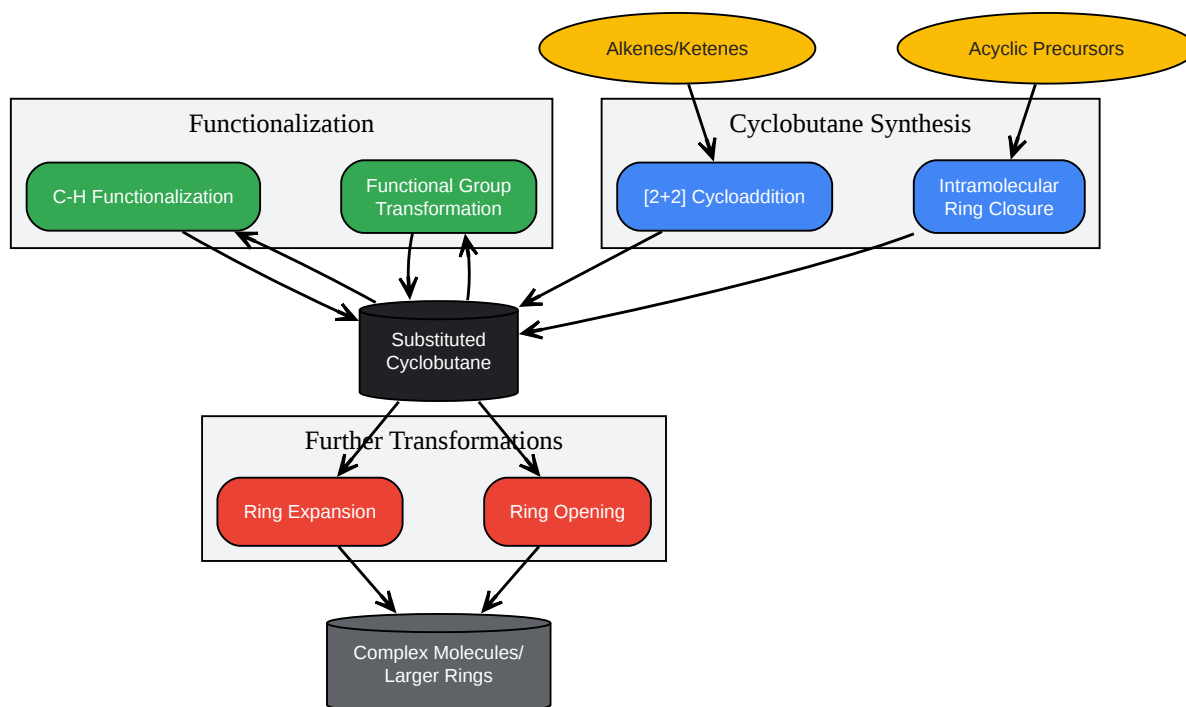 Alkenes/Ketenes
Acyclic Precursors
Functionalization
Cyclobutane Synthesis
C-H Functionalization
Functional Group
Transformation
[2+2] Cycloaddition
Intramolecular
Ring Closure
Substituted
Cyclobutane
Further Transformations
Ring Expansion
Ring Opening
Complex Molecules/
Larger Rings